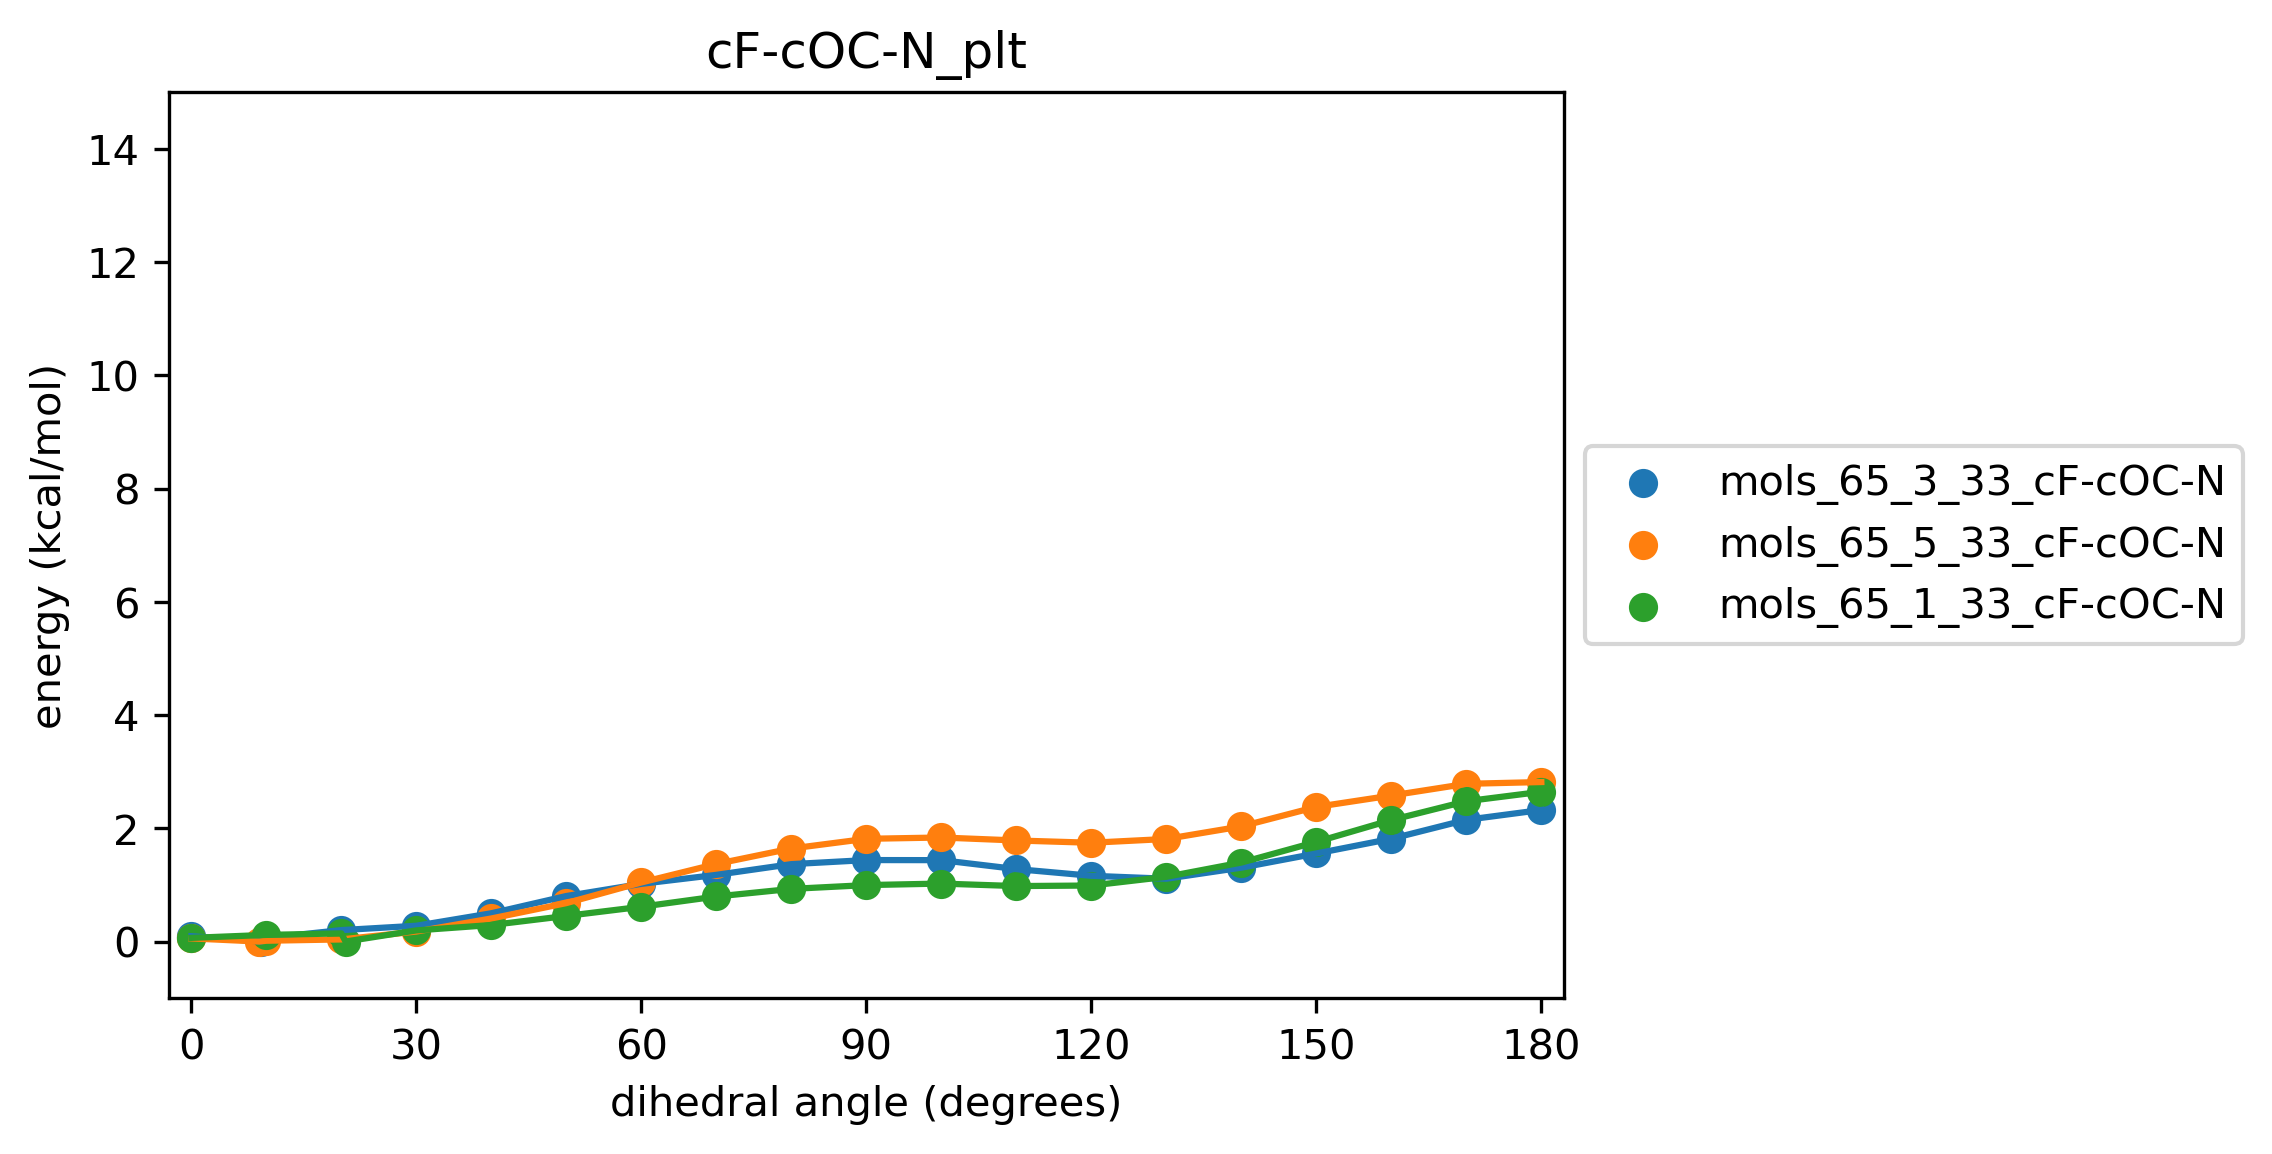 cF-cOC-N_plt
14
12
10
8
6
4
2
0
energy (kcal/mol)
0 30 60 90 120 150 180
dihedral angle (degrees)
mols_65_3_33_cF-cOC-N
mols_65_5_33_cF-cOC-N
mols_65_1_33_cF-cOC-N